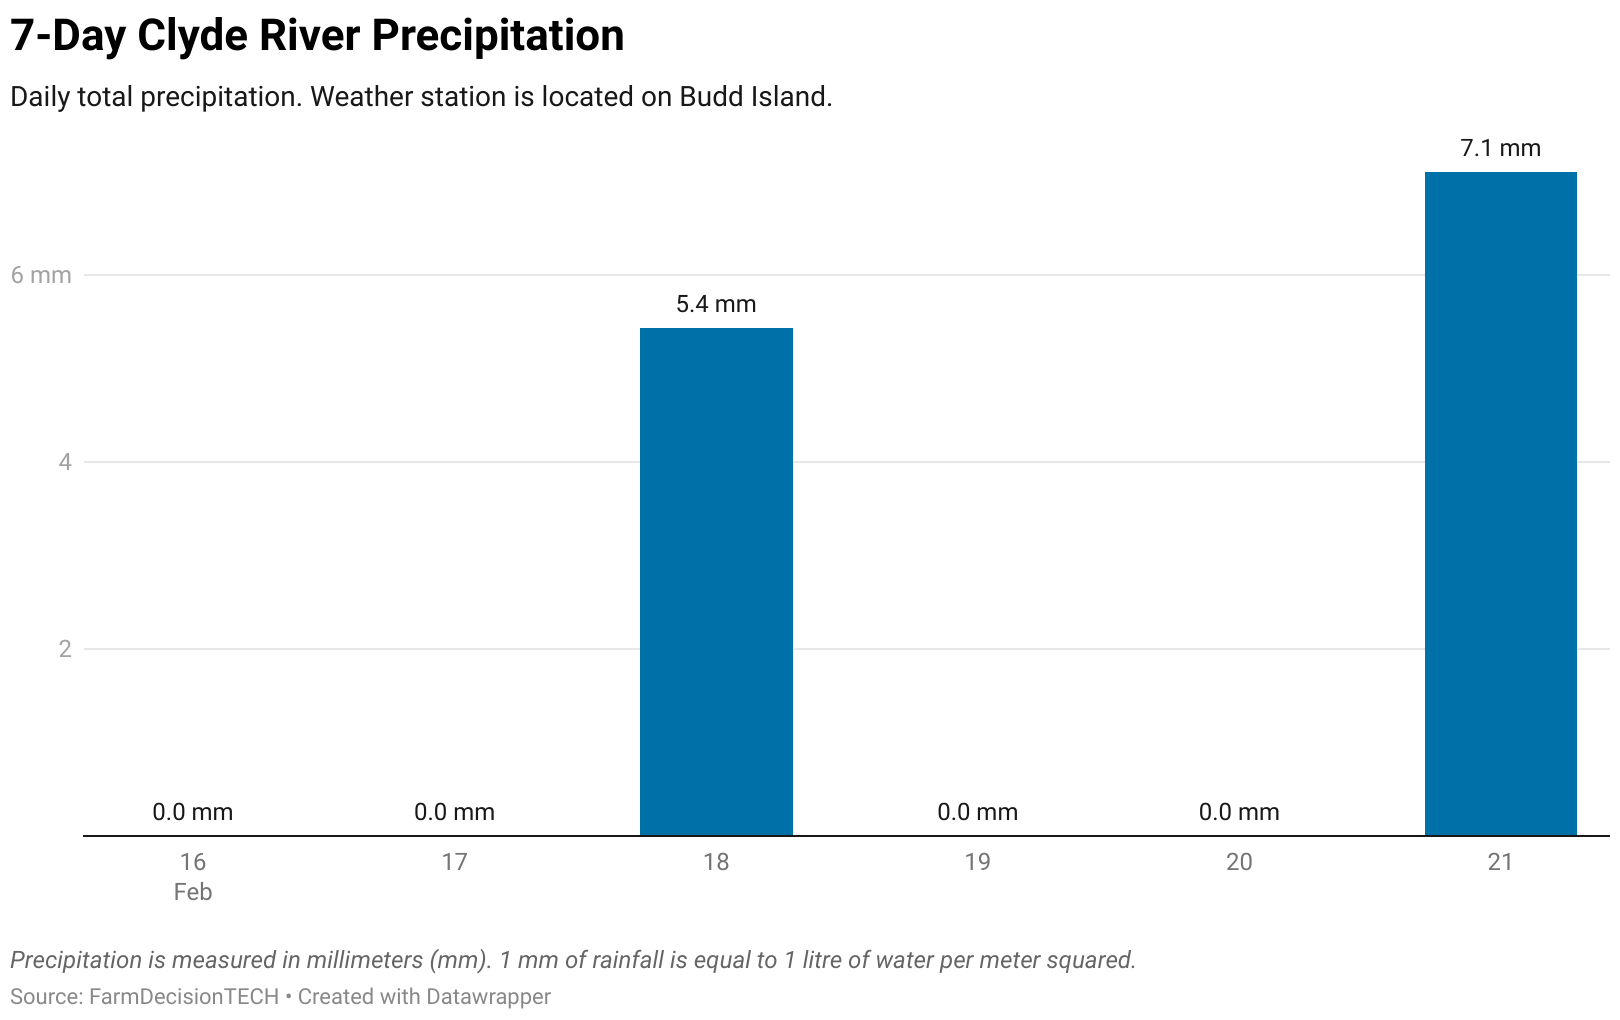 7-Day Clyde River Precipitation
Daily total precipitation. Weather station is located on Budd Island.
7.1 mm
6 mm
5.4 mm
4
2
0.0 mm 0.0 mm 0.0 mm 0.0 mm
16 17 18 19 20 21
Feb
Precipitation is measured in millimeters (mm). 1 mm of rainfall is equal to 1 litre of water per meter squared.
Source: FarmDecisionTECH • Created with Datawrapper